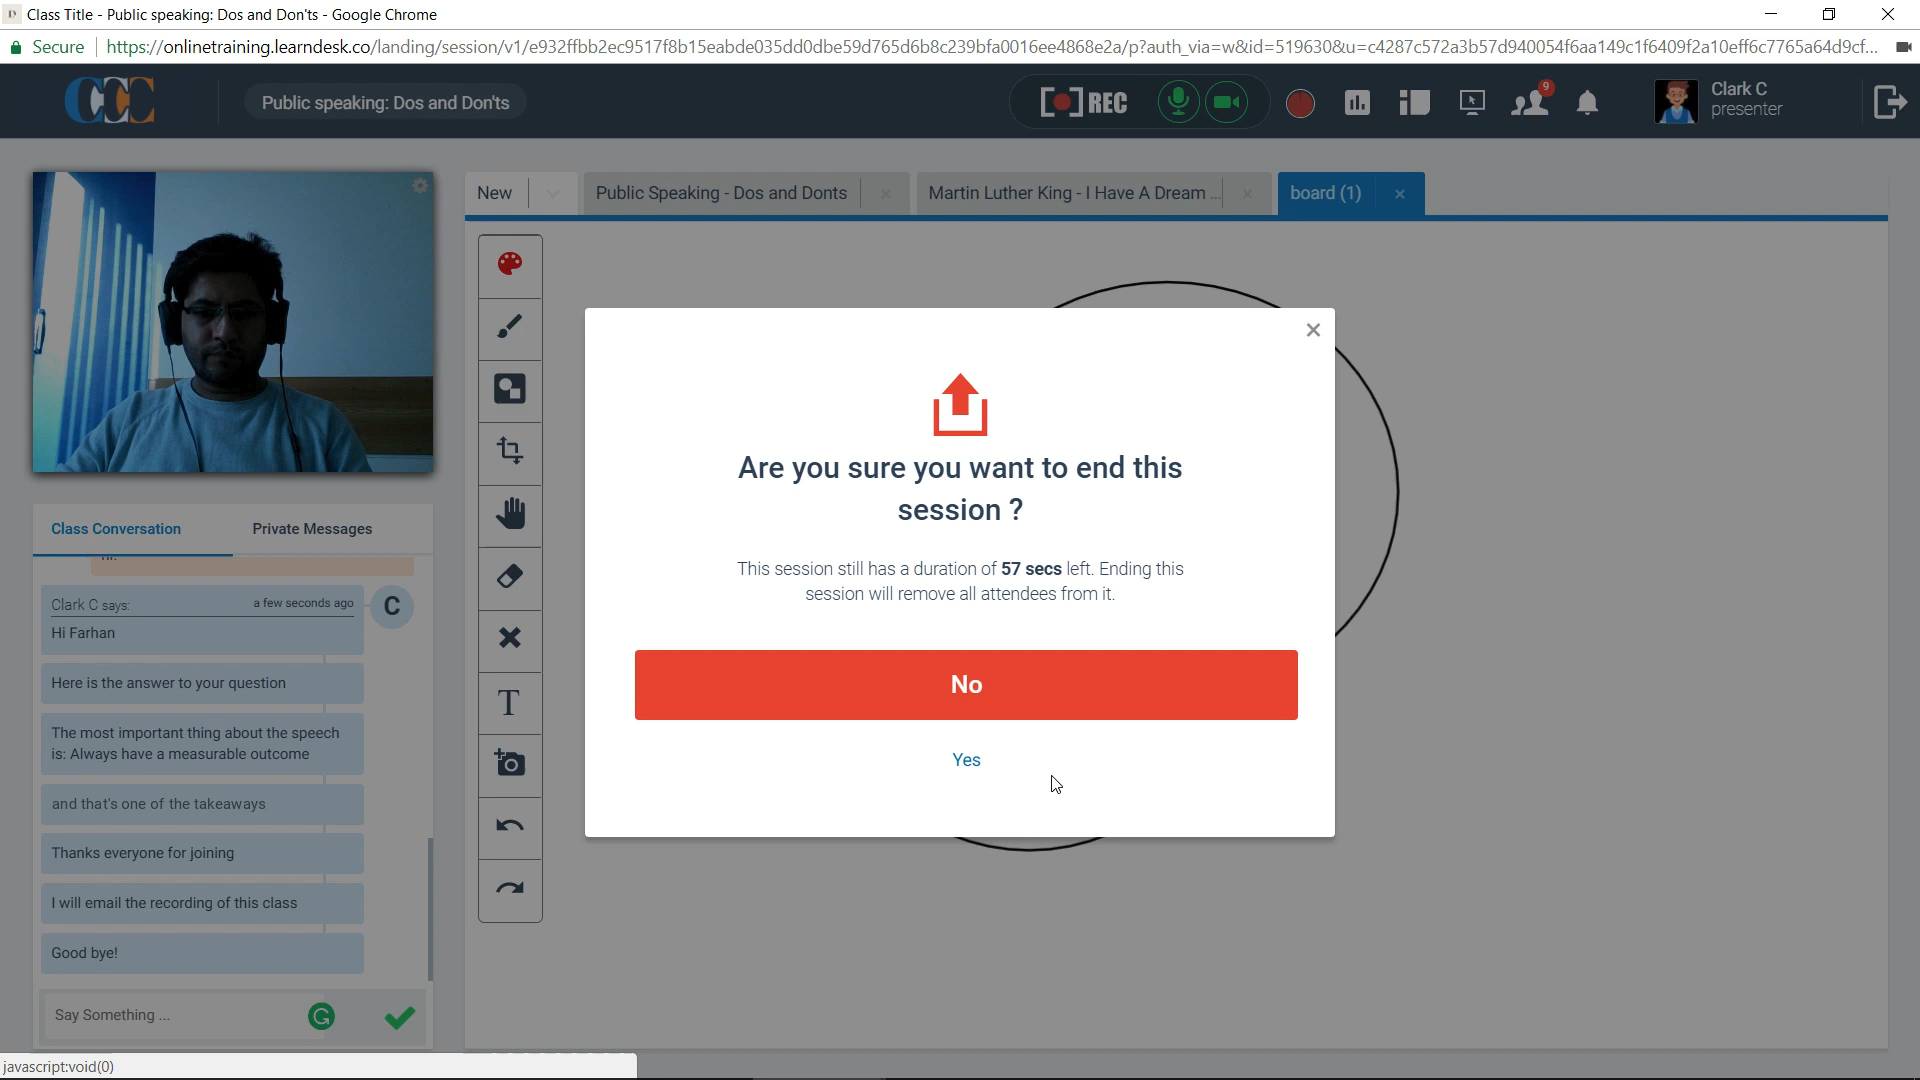 Class Title - Public speaking: Dos and Don'ts - Google Chrome
Secure
https://onlinetraining.learndesk.co/landing/session/v1/e932ffbb2ec9517f8b15eabde035dd0dbe59d765d6b8c239bfa0016ee4868e2a/p?auth_via=w&id=519630&u=c4287c572a3b57d940054f6aa149c1f6409f2a10eff6c7765a64d9cf...
CCC
Public speaking: Dos and Don'ts
REC
9
Clark C
presenter
New
Public Speaking - Dos and Donts
Martin Luther King - I Have A Dream ...
board (1)
Are you sure you want to end this
session ?
This session still has a duration of 57 secs left. Ending this
session will remove all attendees from it.
No
Yes
Class Conversation
Private Messages
Clark C says:
a few seconds ago
C
Hi Farhan
Here is the answer to your question
The most important thing about the speech
is: Always have a measurable outcome
and that's one of the takeaways
Thanks everyone for joining
I will email the recording of this class
Good bye!
Say Something ...
T
javascript:void(0)